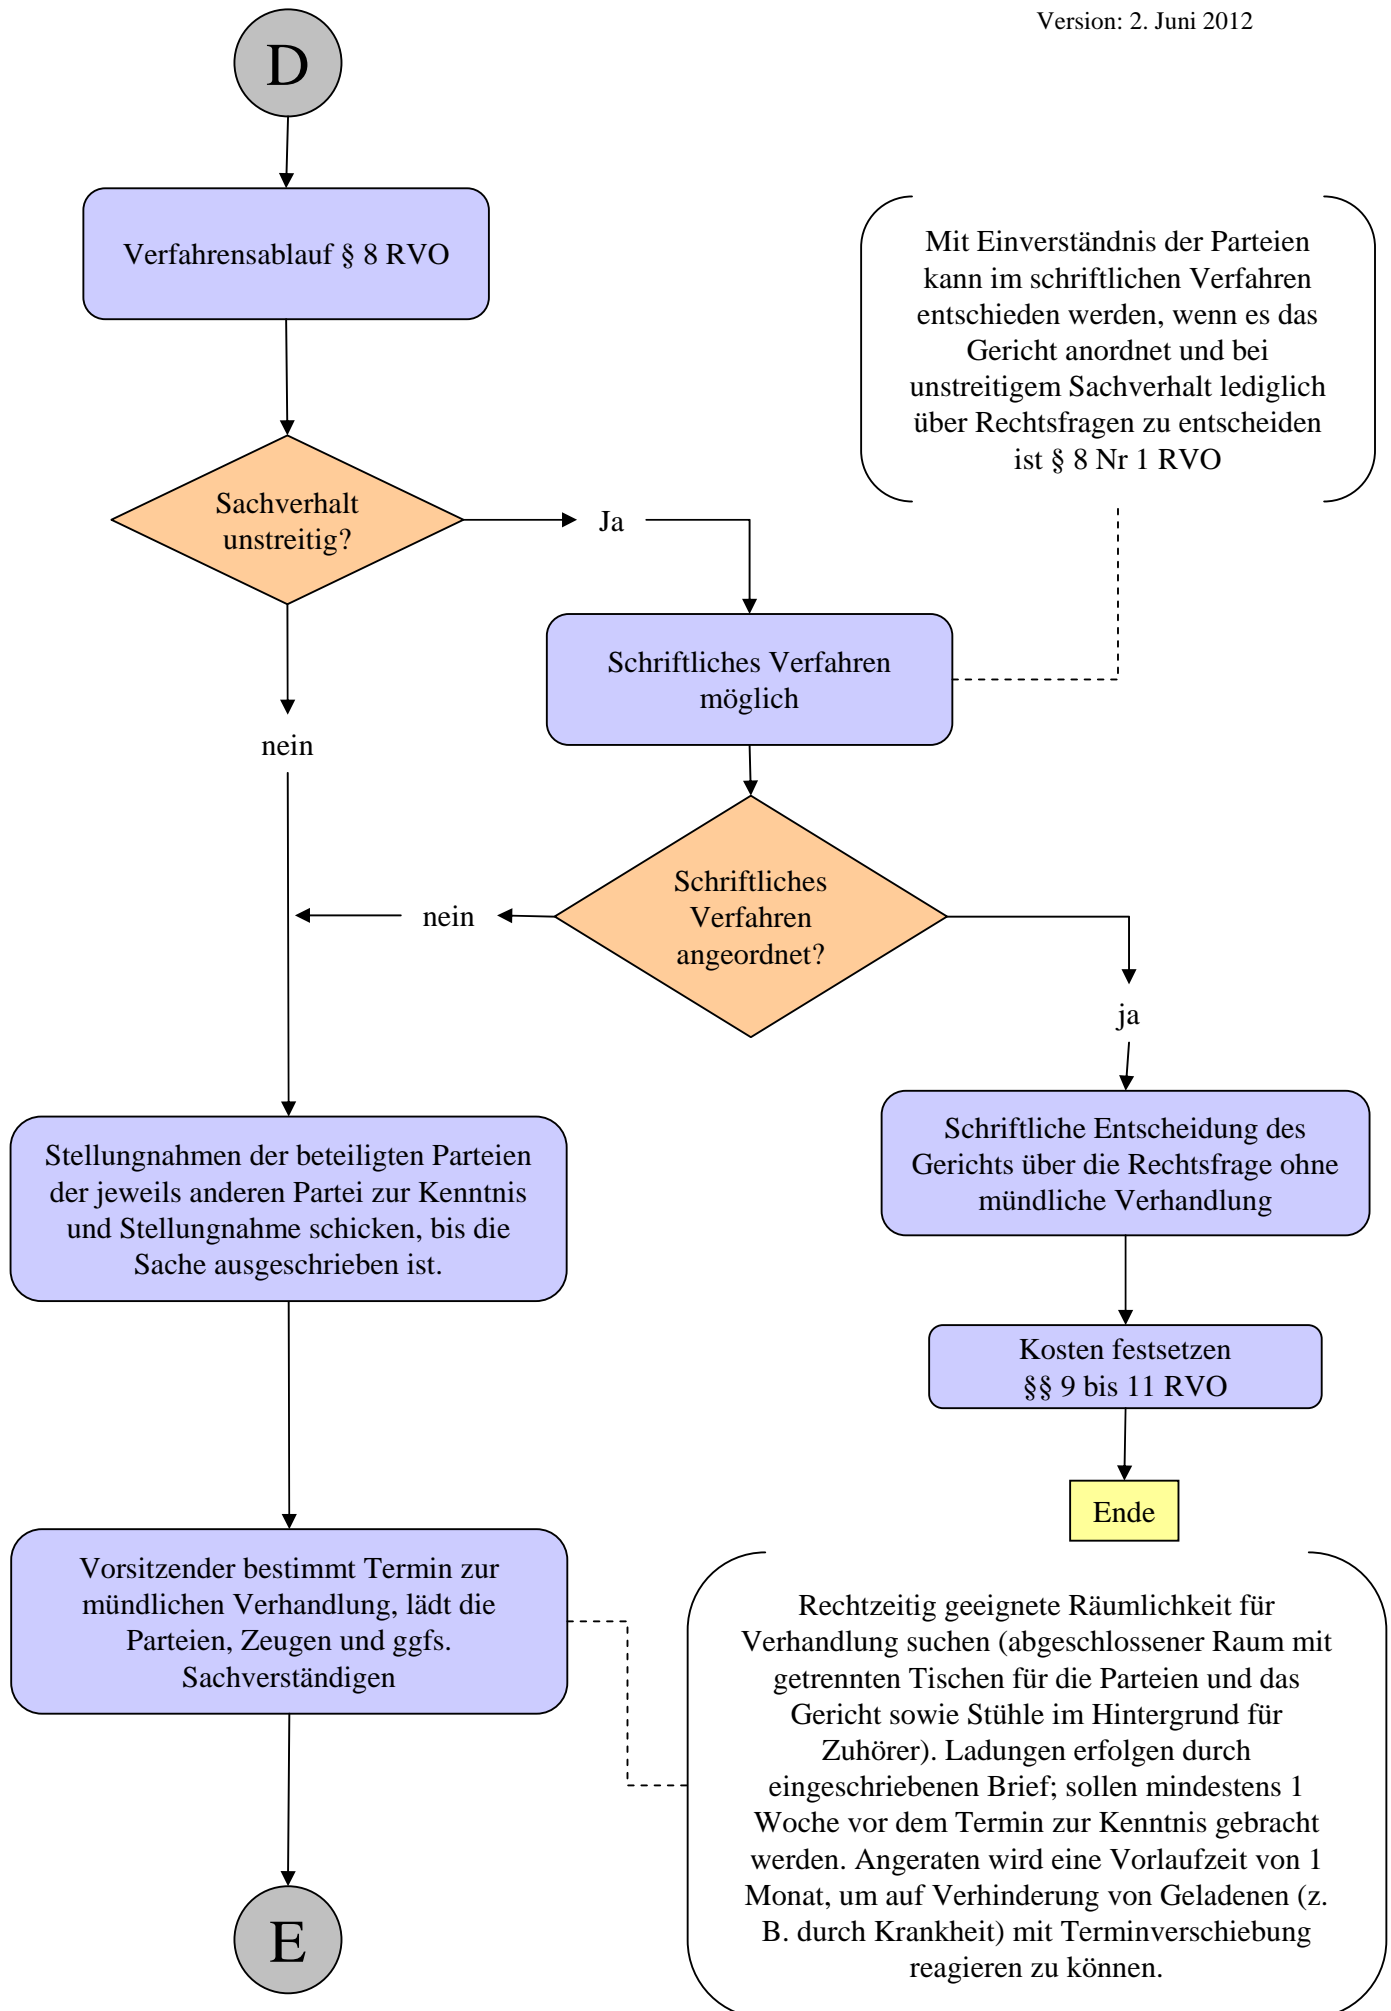 Version: 2. Juni 2012
D
Verfahrensablauf § 8 RVO
Mit Einverständnis der Parteien
kann im schriftlichen Verfahren
entschieden werden, wenn es das
Gericht anordnet und bei
unstreitigem Sachverhalt lediglich
über Rechtsfragen zu entscheiden
ist § 8 Nr 1 RVO
Sachverhalt
unstreitig?
Ja
Schriftliches Verfahren
möglich
nein
Schriftliches
Verfahren
angeordnet?
nein
ja
Schriftliche Entscheidung des
Gerichts über die Rechtsfrage ohne
mündliche Verhandlung
Stellungnahmen der beteiligten Parteien
der jeweils anderen Partei zur Kenntnis
und Stellungnahme schicken, bis die
Sache ausgeschrieben ist.
Kosten festsetzen
§§ 9 bis 11 RVO
Ende
Vorsitzender bestimmt Termin zur
mündlichen Verhandlung, lädt die
Parteien, Zeugen und ggfs.
Sachverständigen
Rechtzeitig geeignete Räumlichkeit für
Verhandlung suchen (abgeschlossener Raum mit
getrennten Tischen für die Parteien und das
Gericht sowie Stühle im Hintergrund für
Zuhörer). Ladungen erfolgen durch
eingeschriebenen Brief; sollen mindestens 1
Woche vor dem Termin zur Kenntnis gebracht
werden. Angeraten wird eine Vorlaufzeit von 1
Monat, um auf Verhinderung von Geladenen (z.
B. durch Krankheit) mit Terminverschiebung
reagieren zu können.
E